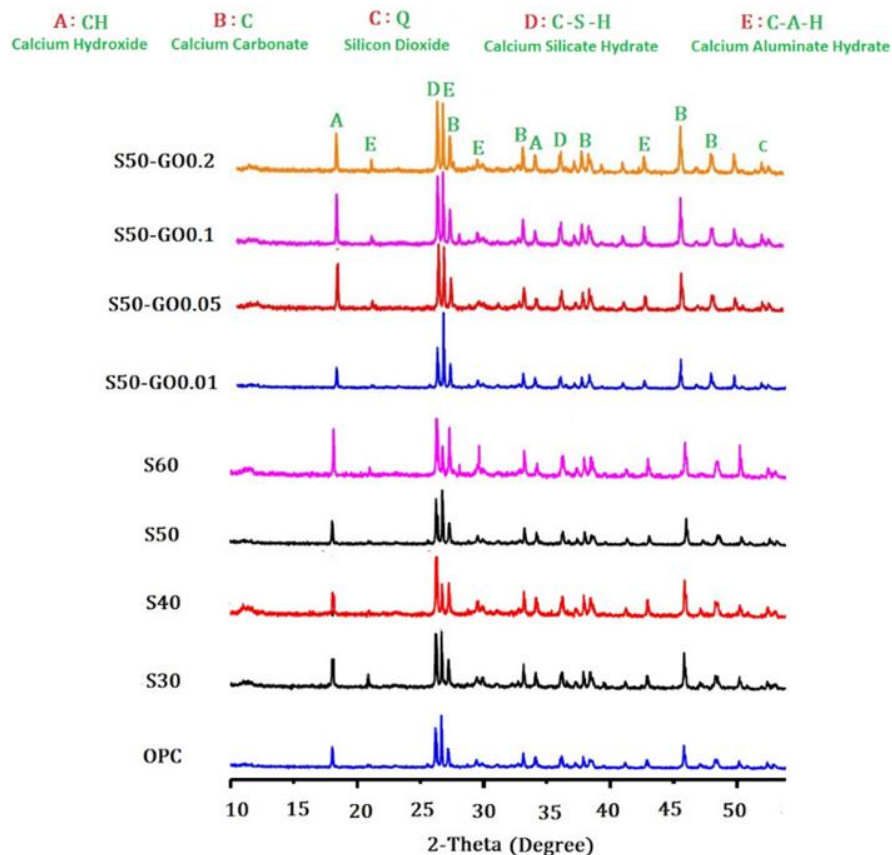 A: CH B: C C: Q D: C-S-H E: C-A-H
Calcium Hydroxide Calcium Carbonate Silicon Dioxide Calcium Silicate Hydrate Calcium Aluminate Hydrate
D E
A B B
E E B A D B E B C
S50-GO0.2
S50-GO0.1
S50-GO0.05
S50-GO0.01
S60
S50
S40
S30
OPC
10 15 20 25 30 35 40 45 50
2-Theta (Degree)